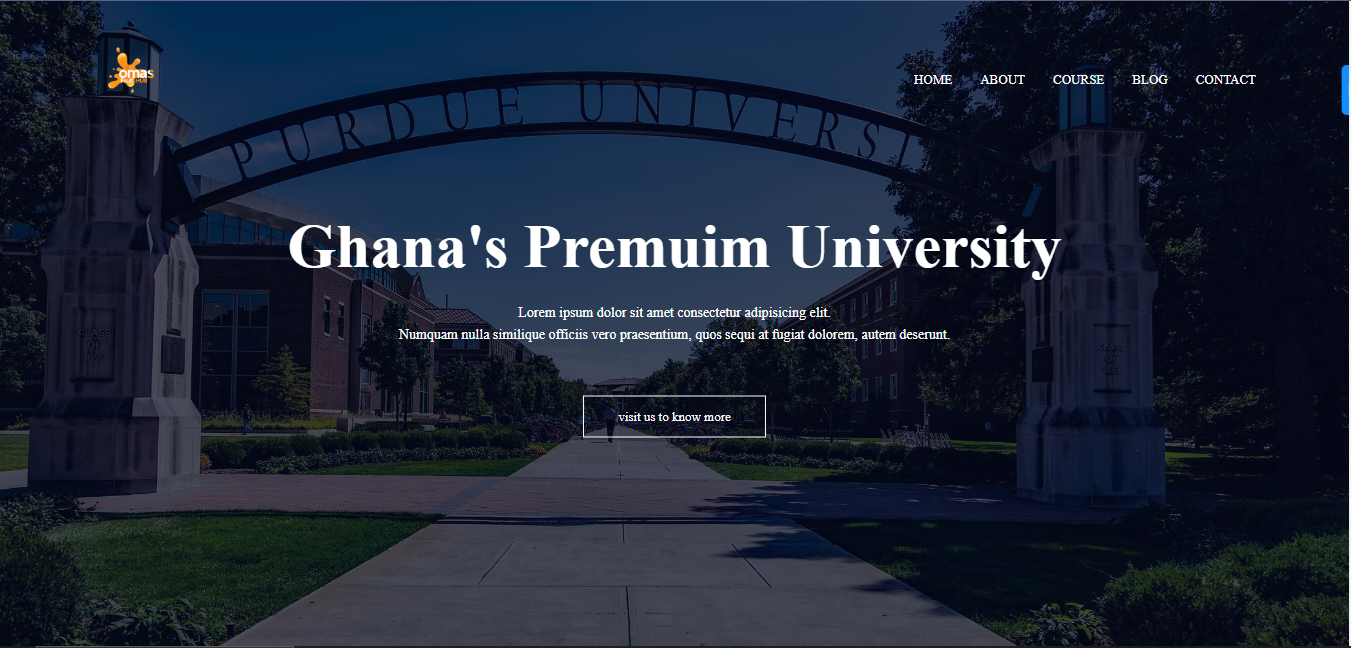 omas
HOME ABOUT COURSE BLOG CONTACT
PURDUE UNIVERSI
Ghana's Premuim University
Lorem ipsum dolor sit amet consectetur adipisicing elit.
Numquam nulla similique officiis vero praesentium, quos sequi at fugiat dolorem, autem deserunt.
visit us to know more
CLASS